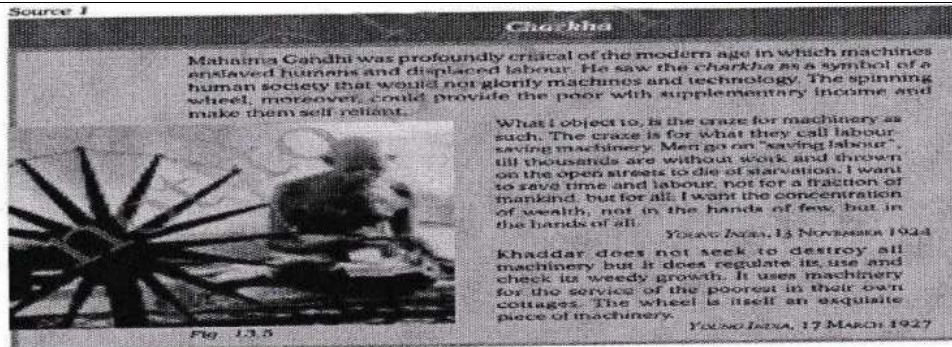 Source 1
Charkha
Mahatma Gandhi was profoundly critical of the modern age in which machines
enslaved humans and displaced labour. He saw the charkha as a symbol of a
human society that would not glorify machines and technology. The spinning
wheel, moreover, could provide the poor with supplementary income and
make them self-reliant.
What I object to, is the craze for machinery as
such. The craze is for what they call labour-
saving machinery. Men go on "saving labour",
till thousands are without work and thrown
on the open streets to die of starvation. I want
to save time and labour, not for a fraction of
mankind, but for all; I want the concentration
of wealth, not in the hands of few, but in
the hands of all.
YOUNG INDIA, 13 NOVEMBER 1924
Khaddar does not seek to destroy all
machinery but it does regulate its use and
check its weedy growth. It uses machinery
for the service of the poorest in their own
cottages. The wheel is itself an exquisite
piece of machinery.
YOUNG INDIA, 17 MARCH 1927
Fig 13.5